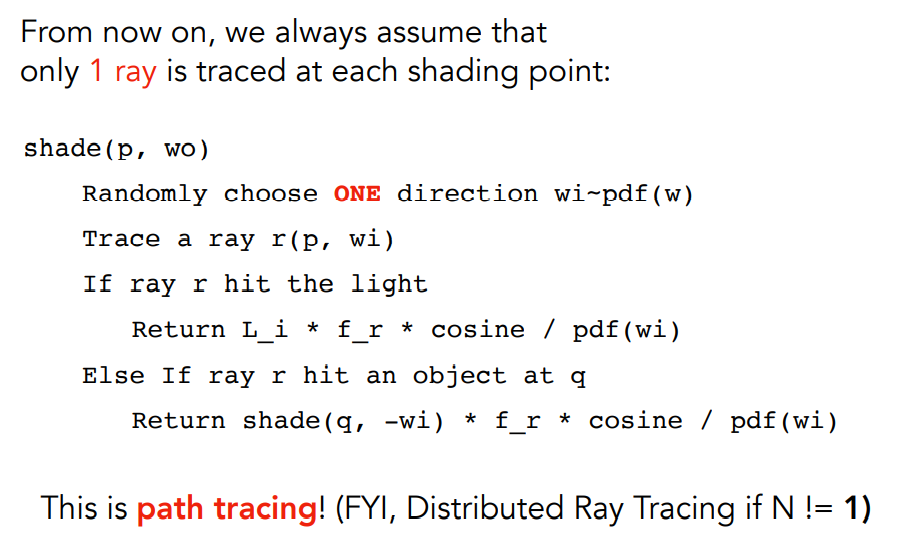 From now on, we always assume that
only 1 ray is traced at each shading point:
shade(p, wo)
Randomly choose ONE direction wi~pdf(w)
Trace a ray r(p, wi)
If ray r hit the light
Return L_i * f_r * cosine / pdf(wi)
Else If ray r hit an object at q
Return shade(q, -wi) * f_r * cosine / pdf(wi)
This is path tracing! (FYI, Distributed Ray Tracing if N != 1)